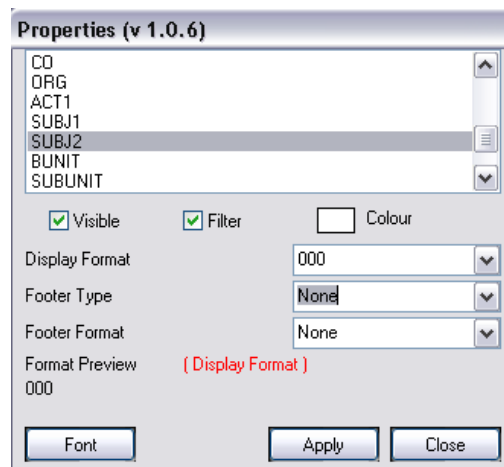 Properties (v 1.0.6)
CO
ORG
ACT1
SUBJ1
SUBJ2
BUNIT
SUBUNIT
Visible Filter Colour
Display Format 000
Footer Type None
Footer Format None
Format Preview ( Display Format )
000
Font Apply Close